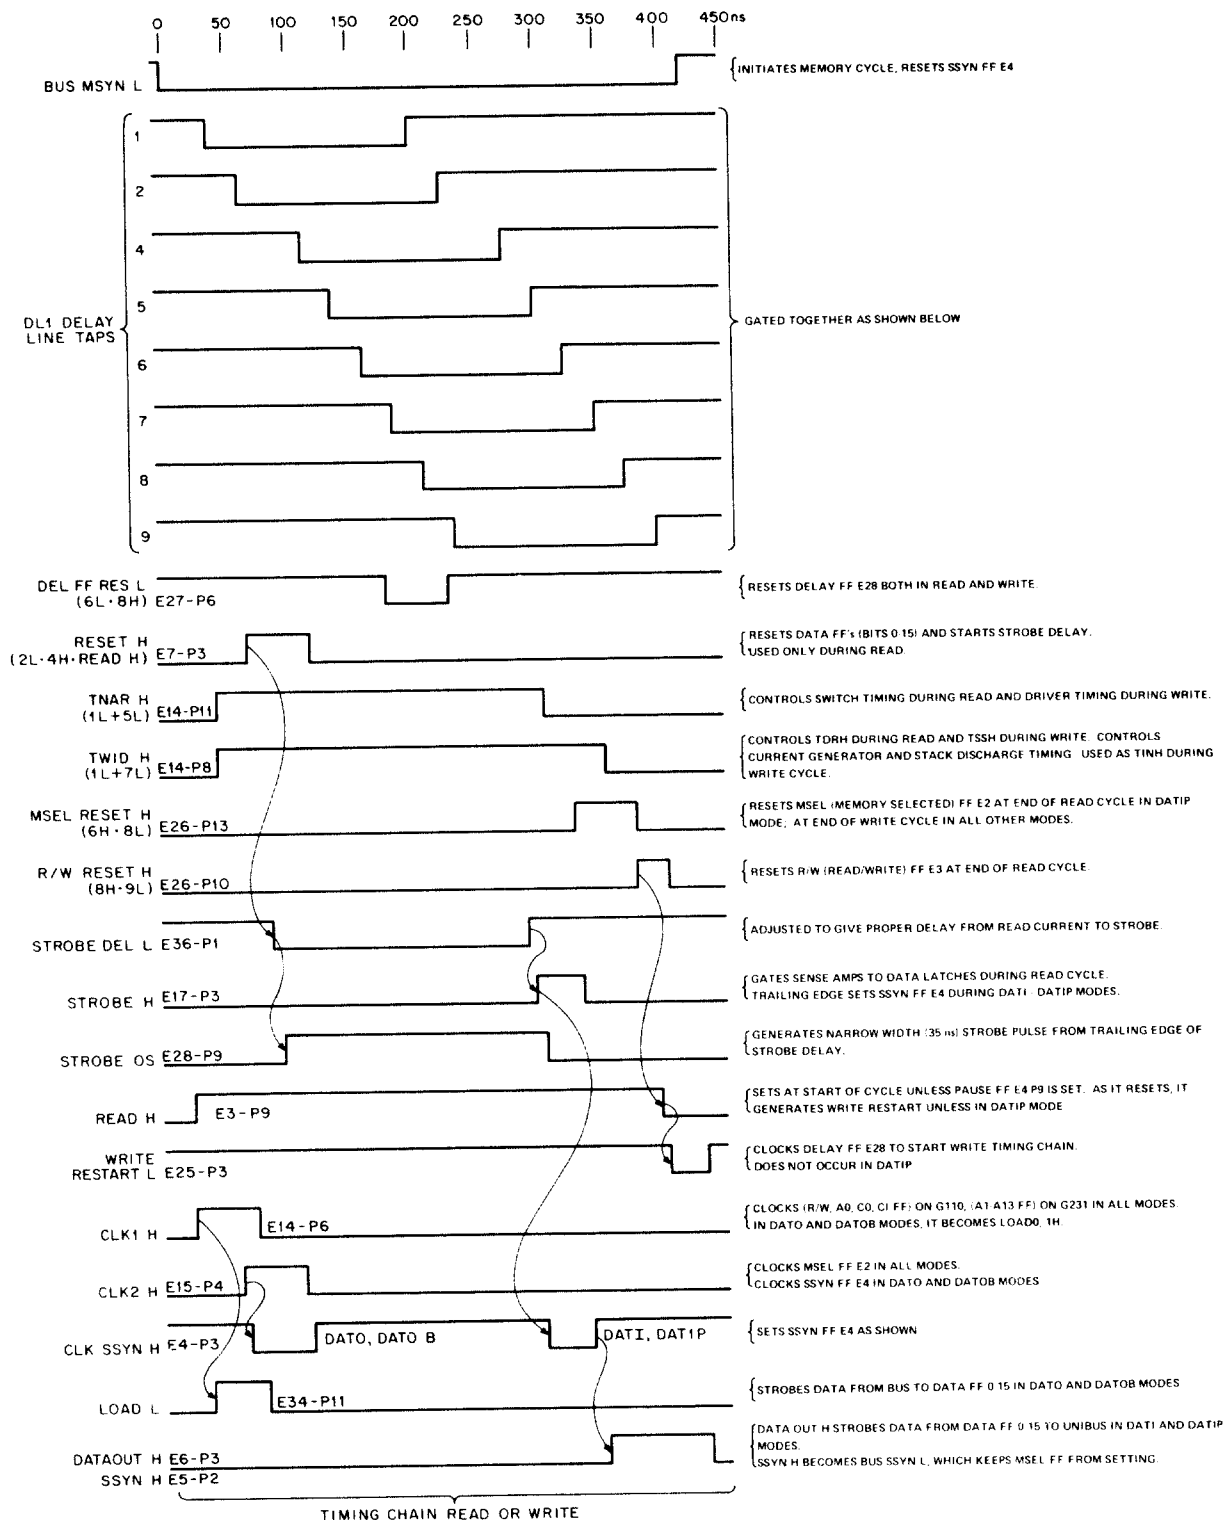 0 50 100 150 200 250 300 350 400 450ns
BUS MSYN L
INITIATES MEMORY CYCLE, RESETS SSYN FF E4
1
2
4
5
DL1 DELAY
LINE TAPS
GATED TOGETHER AS SHOWN BELOW
6
7
8
9
DEL FF RES L
(6L·8H) E27-P6
RESETS DELAY FF E28 BOTH IN READ AND WRITE.
RESET H
(2L·4H·READ H) E7-P3
RESETS DATA FF's (BITS 0-15) AND STARTS STROBE DELAY.
USED ONLY DURING READ.
TNAR H
(1L+5L) E14-P11
CONTROLS SWITCH TIMING DURING READ AND DRIVER TIMING DURING WRITE.
TWID H
(1L+7L) E14-P8
CONTROLS TDRH DURING READ AND TSSH DURING WRITE. CONTROLS
CURRENT GENERATOR AND STACK DISCHARGE TIMING USED AS TINH DURING
WRITE CYCLE.
MSEL RESET H
(6H·8L) E26-P13
RESETS MSEL (MEMORY SELECTED) FF E2 AT END OF READ CYCLE IN DATIP
MODE; AT END OF WRITE CYCLE IN ALL OTHER MODES.
R/W RESET H
(8H·9L) E26-P10
RESETS R/W (READ/WRITE) FF E3 AT END OF READ CYCLE.
STROBE DEL L E36-P1
ADJUSTED TO GIVE PROPER DELAY FROM READ CURRENT TO STROBE.
STROBE H E17-P3
GATES SENSE AMPS TO DATA LATCHES DURING READ CYCLE.
TRAILING EDGE SETS SSYN FF E4 DURING DATI - DATIP MODES.
STROBE OS E28-P9
GENERATES NARROW WIDTH (35 ns) STROBE PULSE FROM TRAILING EDGE OF
STROBE DELAY.
READ H E3-P9
SETS AT START OF CYCLE UNLESS PAUSE FF E4 P9 IS SET. AS IT RESETS, IT
GENERATES WRITE RESTART UNLESS IN DATIP MODE
WRITE
RESTART L E25-P3
CLOCKS DELAY FF E28 TO START WRITE TIMING CHAIN.
DOES NOT OCCUR IN DATIP
CLK1 H E14-P6
CLOCKS (R/W, A0, C0, C1 FF) ON G110, (A1-A13 FF) ON G231 IN ALL MODES.
IN DATO AND DATOB MODES, IT BECOMES LOAD0, 1H.
CLK2 H E15-P4
CLOCKS MSEL FF E2 IN ALL MODES.
CLOCKS SSYN FF E4 IN DATO AND DATOB MODES
CLK SSYN H E4-P3 DATO, DATO B DATI, DATIP
SETS SSYN FF E4 AS SHOWN
LOAD L E34-P11
STROBES DATA FROM BUS TO DATA FF 0-15 IN DATO AND DATOB MODES
DATAOUT H E6-P3
SSYN H E5-P2
DATA OUT H STROBES DATA FROM DATA FF 0-15 TO UNIBUS IN DATI AND DATIP
MODES.
SSYN H BECOMES BUS SSYN L, WHICH KEEPS MSEL FF FROM SETTING.
TIMING CHAIN READ OR WRITE